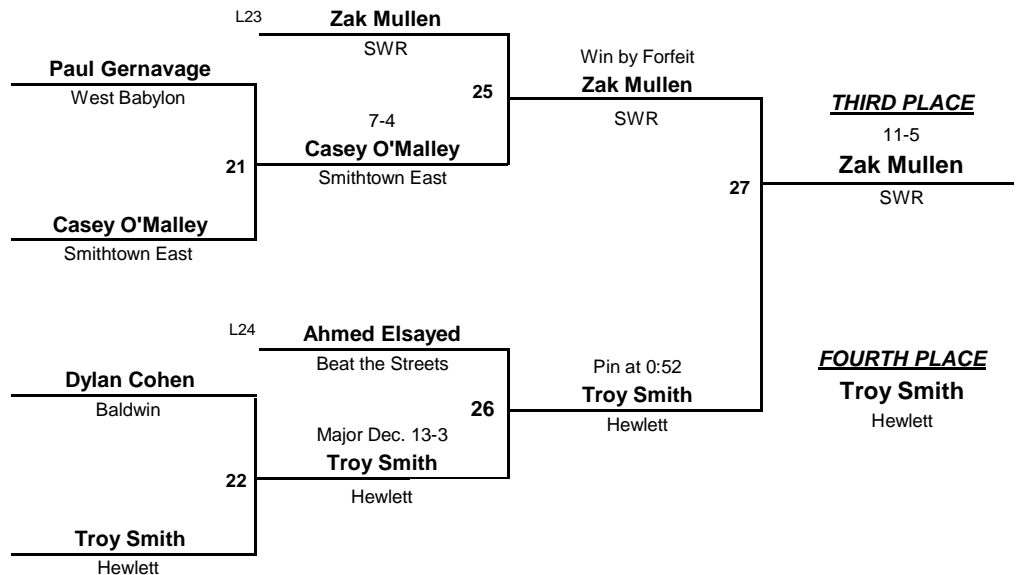 L23
Zak Mullen
SWR
Paul Gernavage
West Babylon
21
Casey O'Malley
Smithtown East
7-4
Casey O'Malley
Smithtown East
25
Win by Forfeit
Zak Mullen
SWR
27
THIRD PLACE
11-5
Zak Mullen
SWR
L24
Ahmed Elsayed
Beat the Streets
Dylan Cohen
Baldwin
22
Troy Smith
Hewlett
Major Dec. 13-3
Troy Smith
Hewlett
26
Pin at 0:52
Troy Smith
Hewlett
FOURTH PLACE
Troy Smith
Hewlett